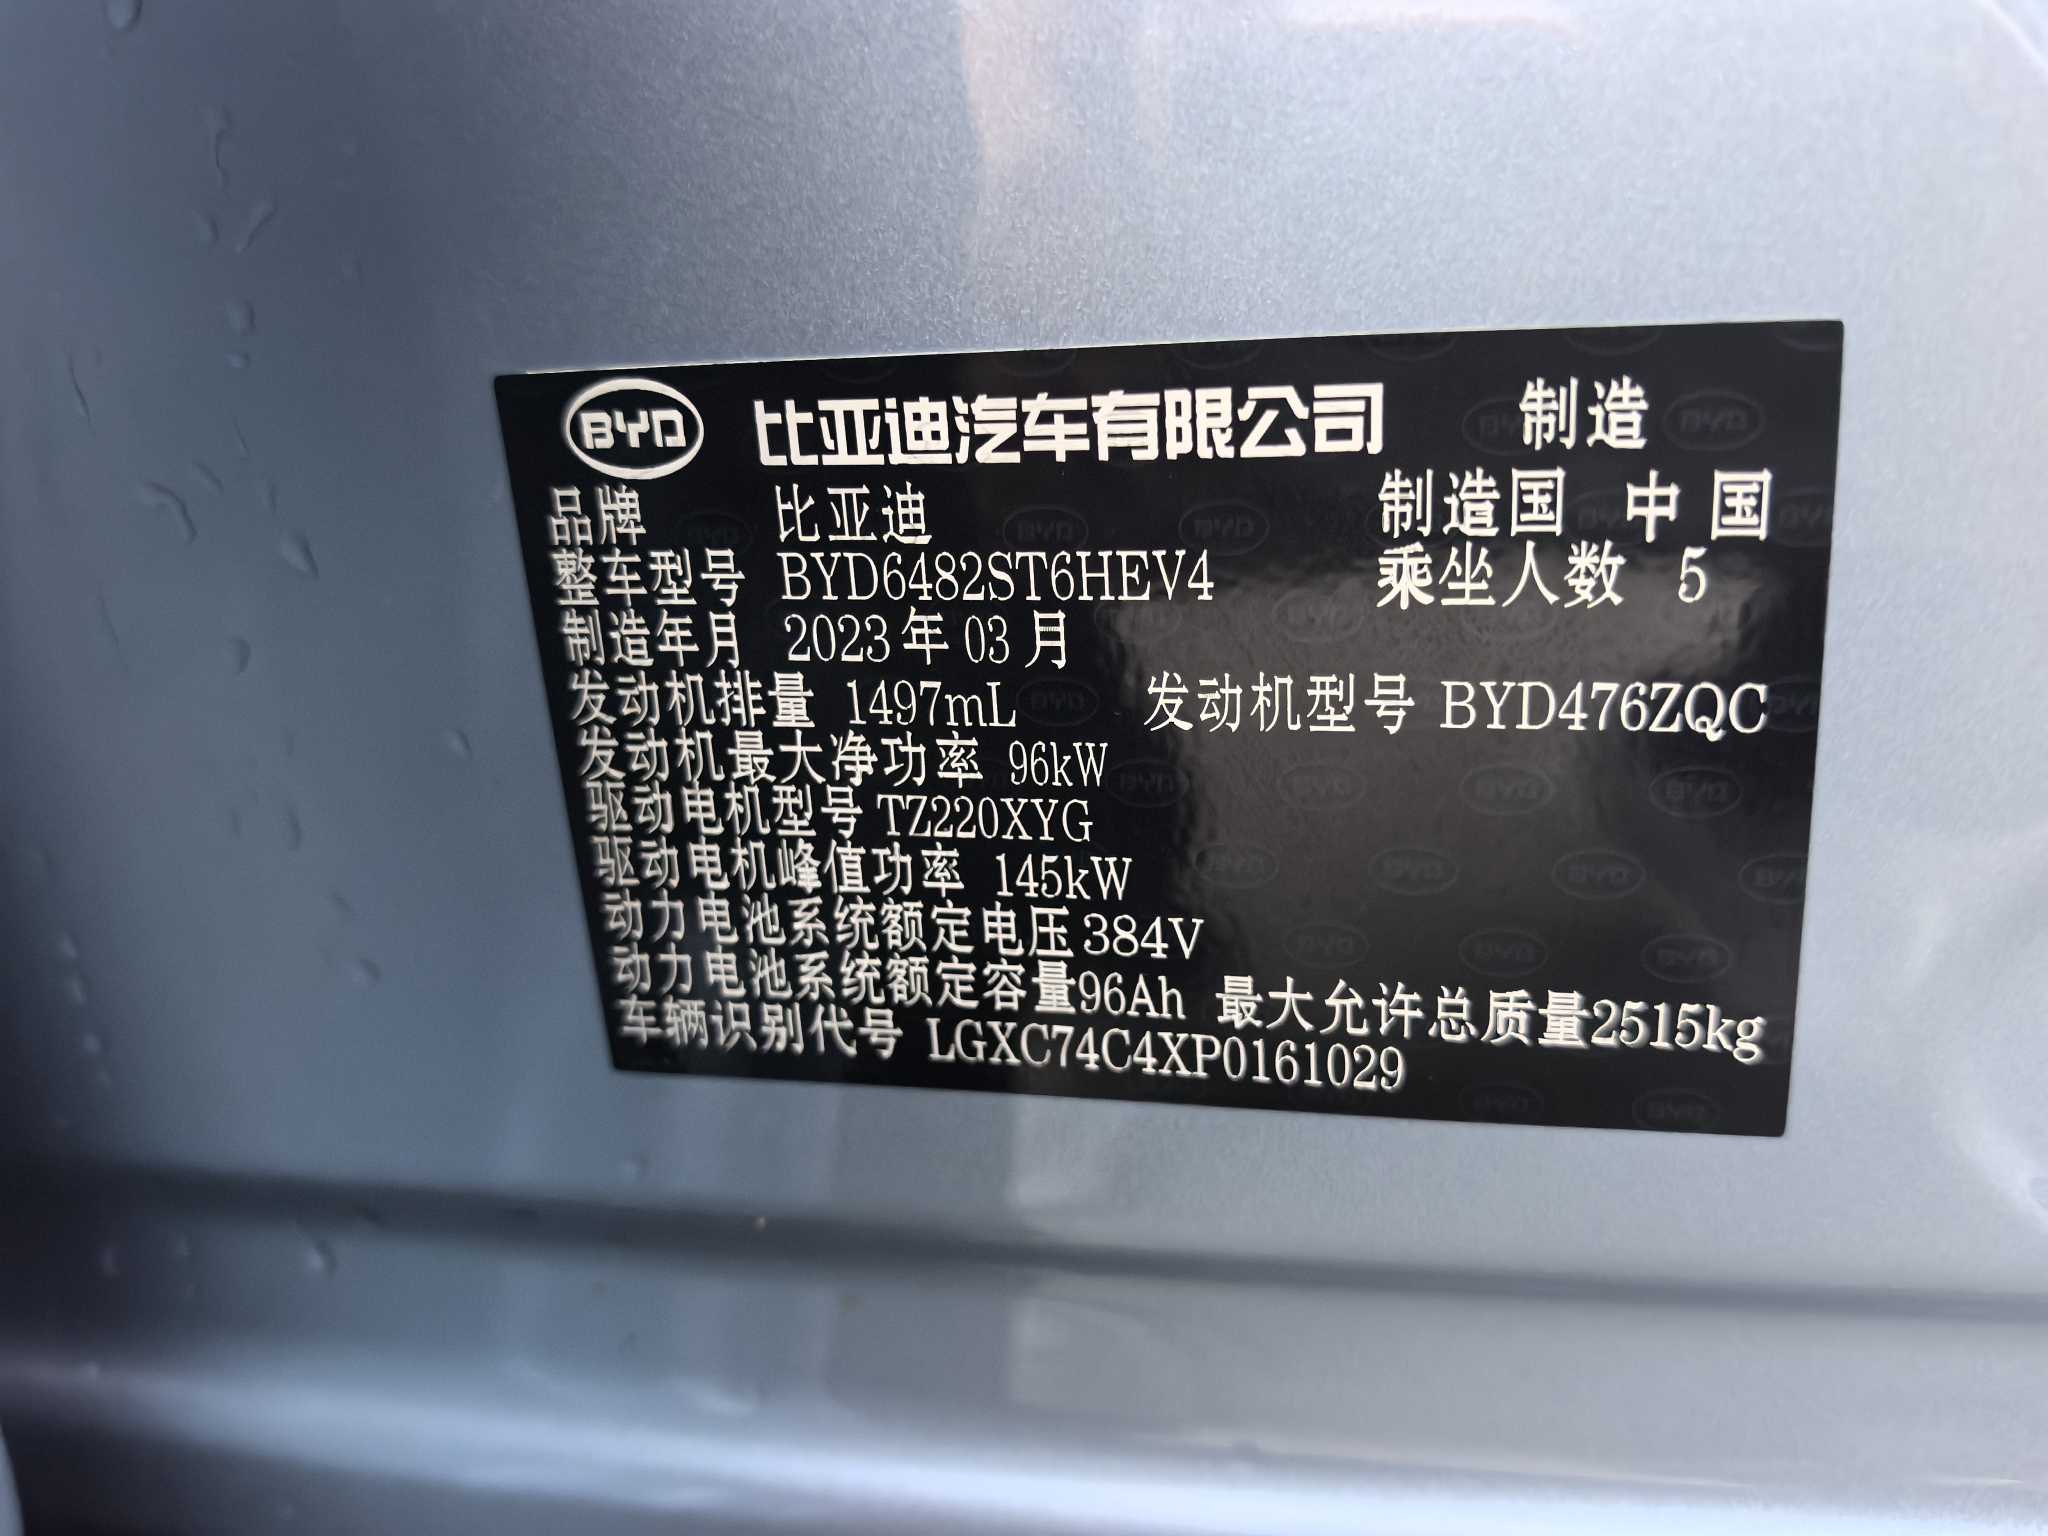 BYD 比亚迪汽车有限公司 制造
品牌 比亚迪 制造国 中国
整车型号 BYD6482ST6HEV4 乘坐人数 5
制造年月 2023年03月
发动机排量 1497mL 发动机型号 BYD476ZQC
发动机最大净功率 96kW
驱动电机型号 TZ220XYG
驱动电机峰值功率 145kW
动力电池系统额定电压 384V
动力电池系统额定容量 96Ah 最大允许总质量 2515kg
车辆识别代号 LGXC74C4XP0161029